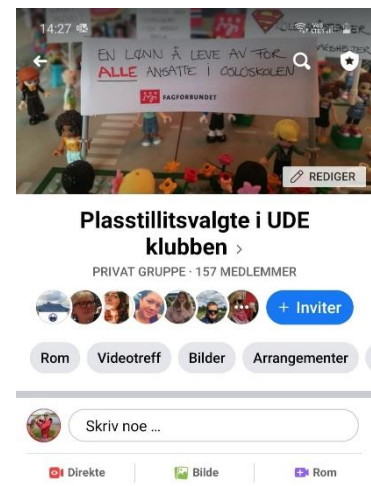 14:27
EN LØNN Å LEVE AV FOR
ALLE ANSATTE I OSLOSKOLEN
FAGFORBUNDET
REDIGER
Plasstillitsvalgte i UDE
klubben >
PRIVAT GRUPPE · 157 MEDLEMMER
+ Inviter
Rom Videotreff Bilder Arrangementer
Skriv noe ...
Direkte Bilde Rom